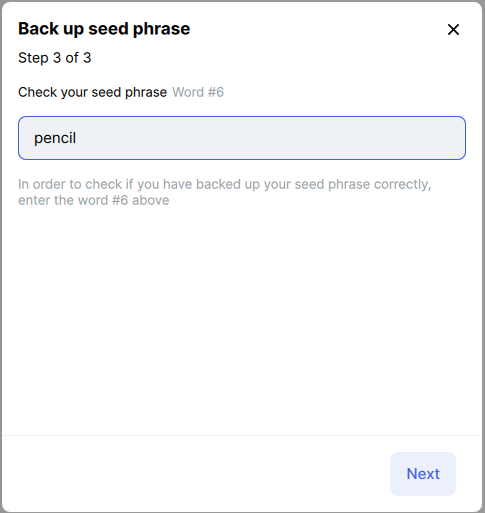 Back up seed phrase
Step 3 of 3
Check your seed phrase Word #6
pencil
In order to check if you have backed up your seed phrase correctly,
enter the word #6 above
Next